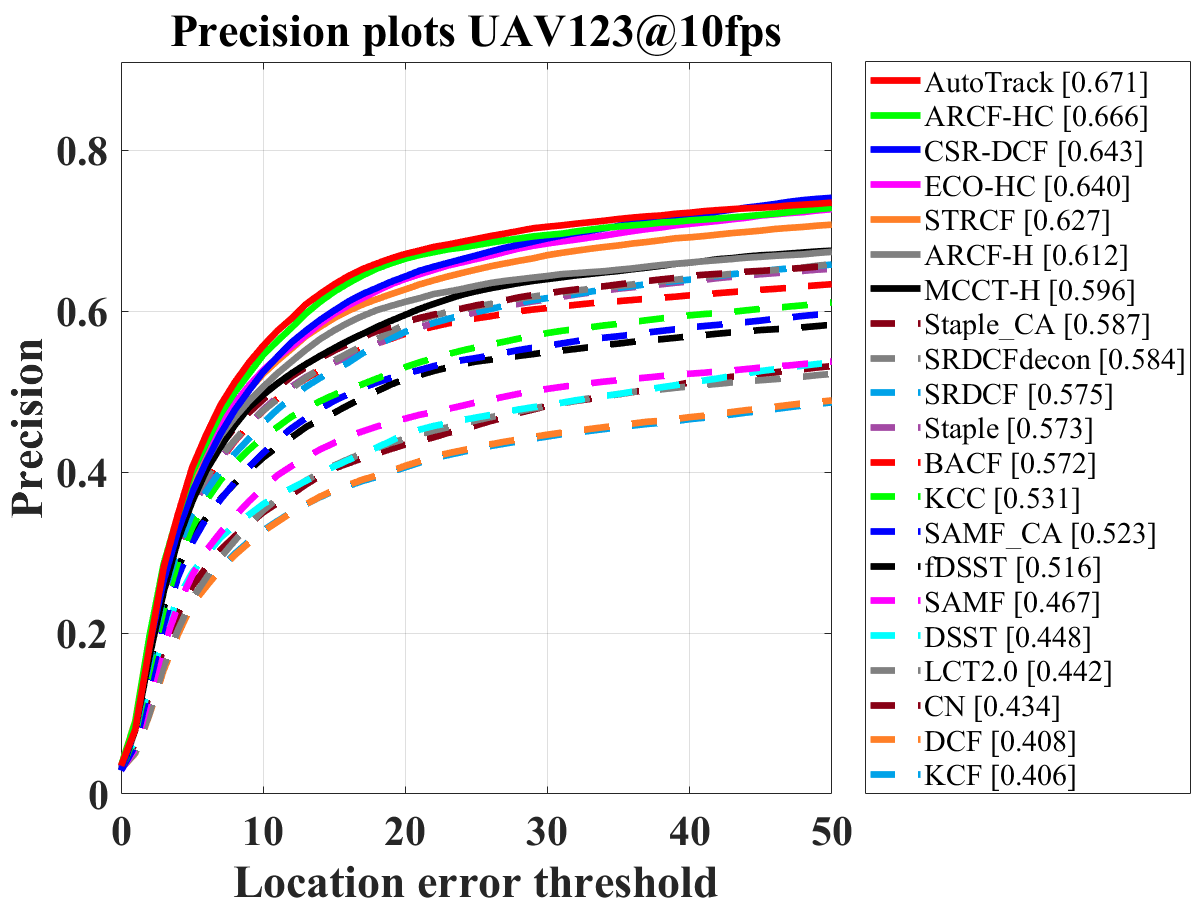 Precision plots UAV123@10fps
Precision
0.8
0.6
0.4
0.2
0
0 10 20 30 40 50
Location error threshold
AutoTrack [0.671]
ARCF-HC [0.666]
CSR-DCF [0.643]
ECO-HC [0.640]
STRCF [0.627]
ARCF-H [0.612]
MCCT-H [0.596]
Staple_CA [0.587]
SRDCFdecon [0.584]
SRDCF [0.575]
Staple [0.573]
BACF [0.572]
KCC [0.531]
SAMF_CA [0.523]
fDSST [0.516]
SAMF [0.467]
DSST [0.448]
LCT2.0 [0.442]
CN [0.434]
DCF [0.408]
KCF [0.406]